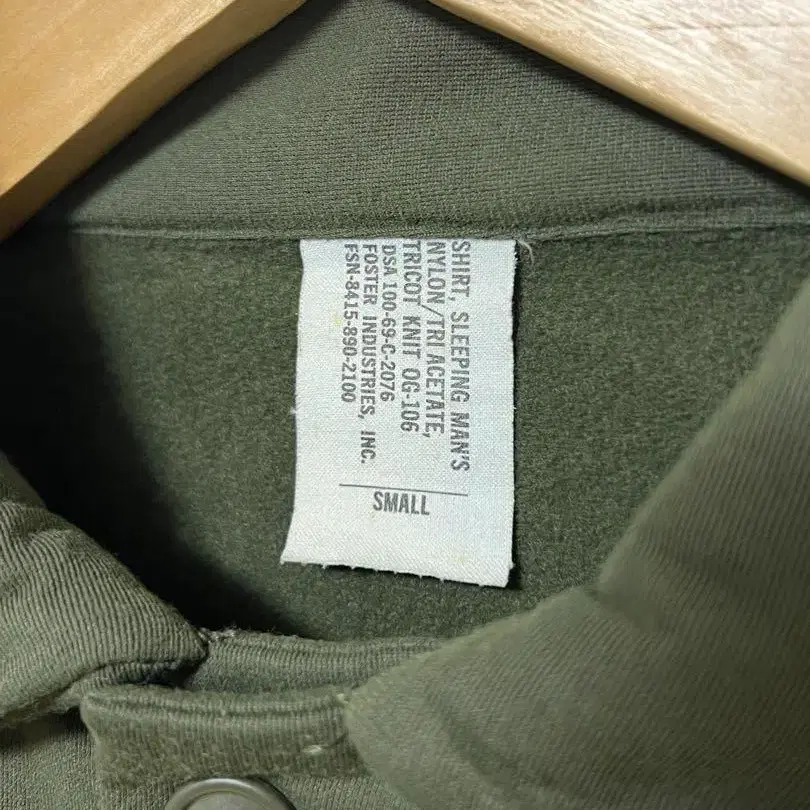 SHIRT, SLEEPING MAN'S
NYLON/TRI ACETATE,
TRICOT KNIT OG-106
DSA 100-69-C-2076
FOSTER INDUSTRIES, INC.
FSN-8415-890-2100
SMALL